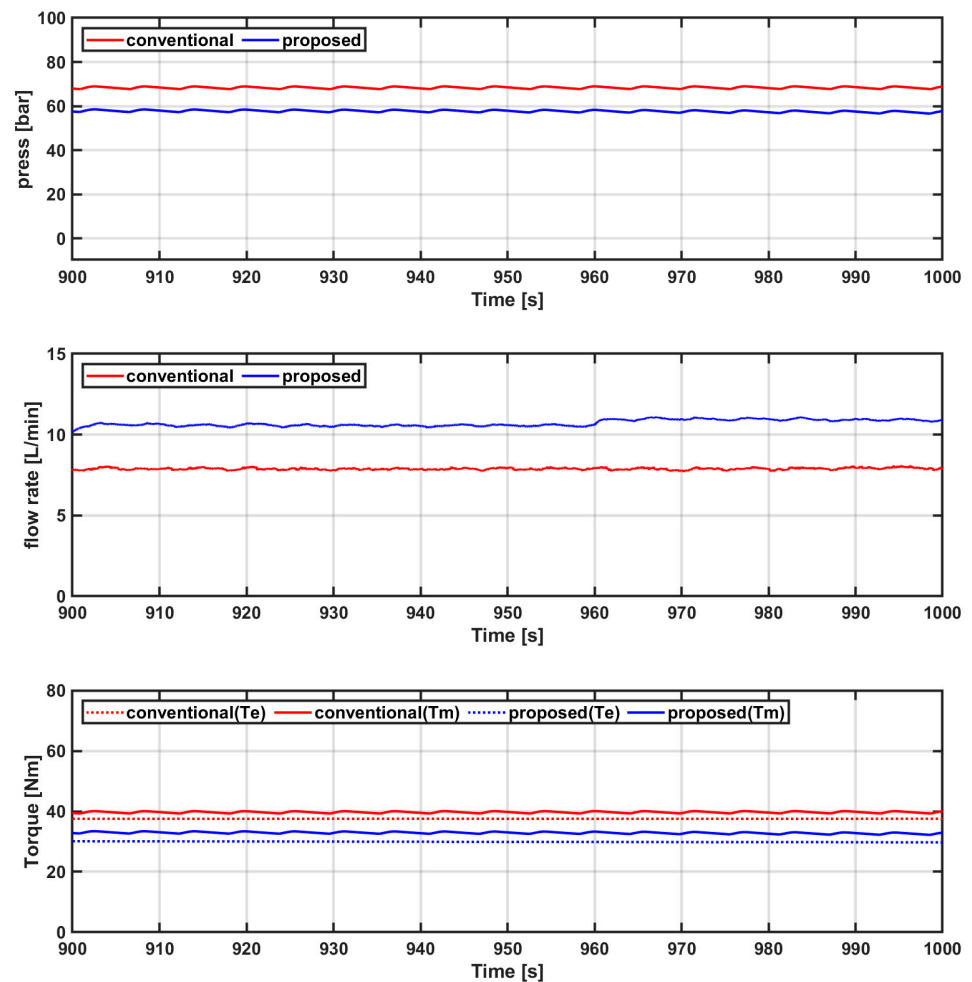 100
80
60
40
20
0
press [bar]
conventional proposed
900 910 920 930 940 950 960 970 980 990 1000
Time [s]
15
10
5
0
flow rate [L/min]
conventional proposed
900 910 920 930 940 950 960 970 980 990 1000
Time [s]
80
60
40
20
0
Torque [Nm]
conventional(Te) conventional(Tm) proposed(Te) proposed(Tm)
900 910 920 930 940 950 960 970 980 990 1000
Time [s]